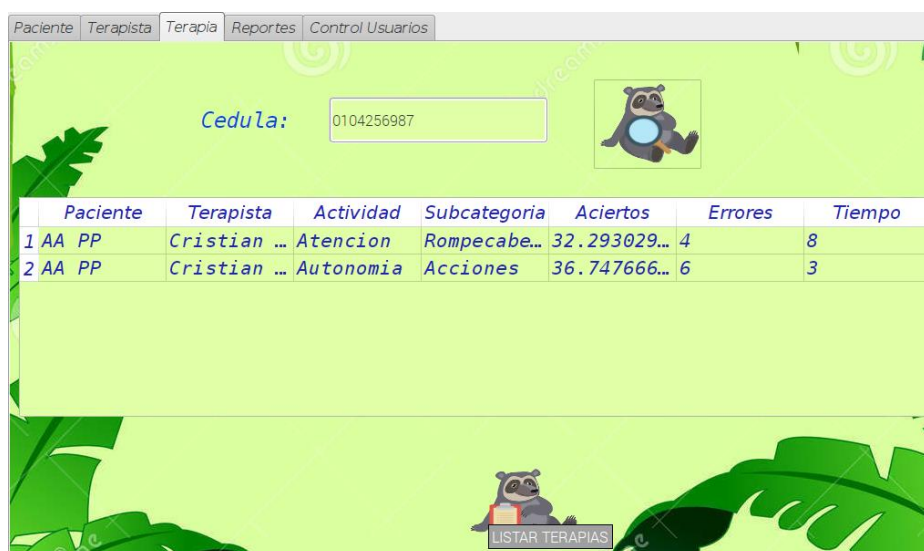 Paciente Terapista Terapia Reportes Control Usuarios
Cedula: 0104256987
Paciente Terapista Actividad Subcategoria Aciertos Errores Tiempo
1 AA PP Cristian … Atencion Rompecabe… 32.293029… 4 8
2 AA PP Cristian … Autonomia Acciones 36.747666… 6 3
LISTAR TERAPIAS